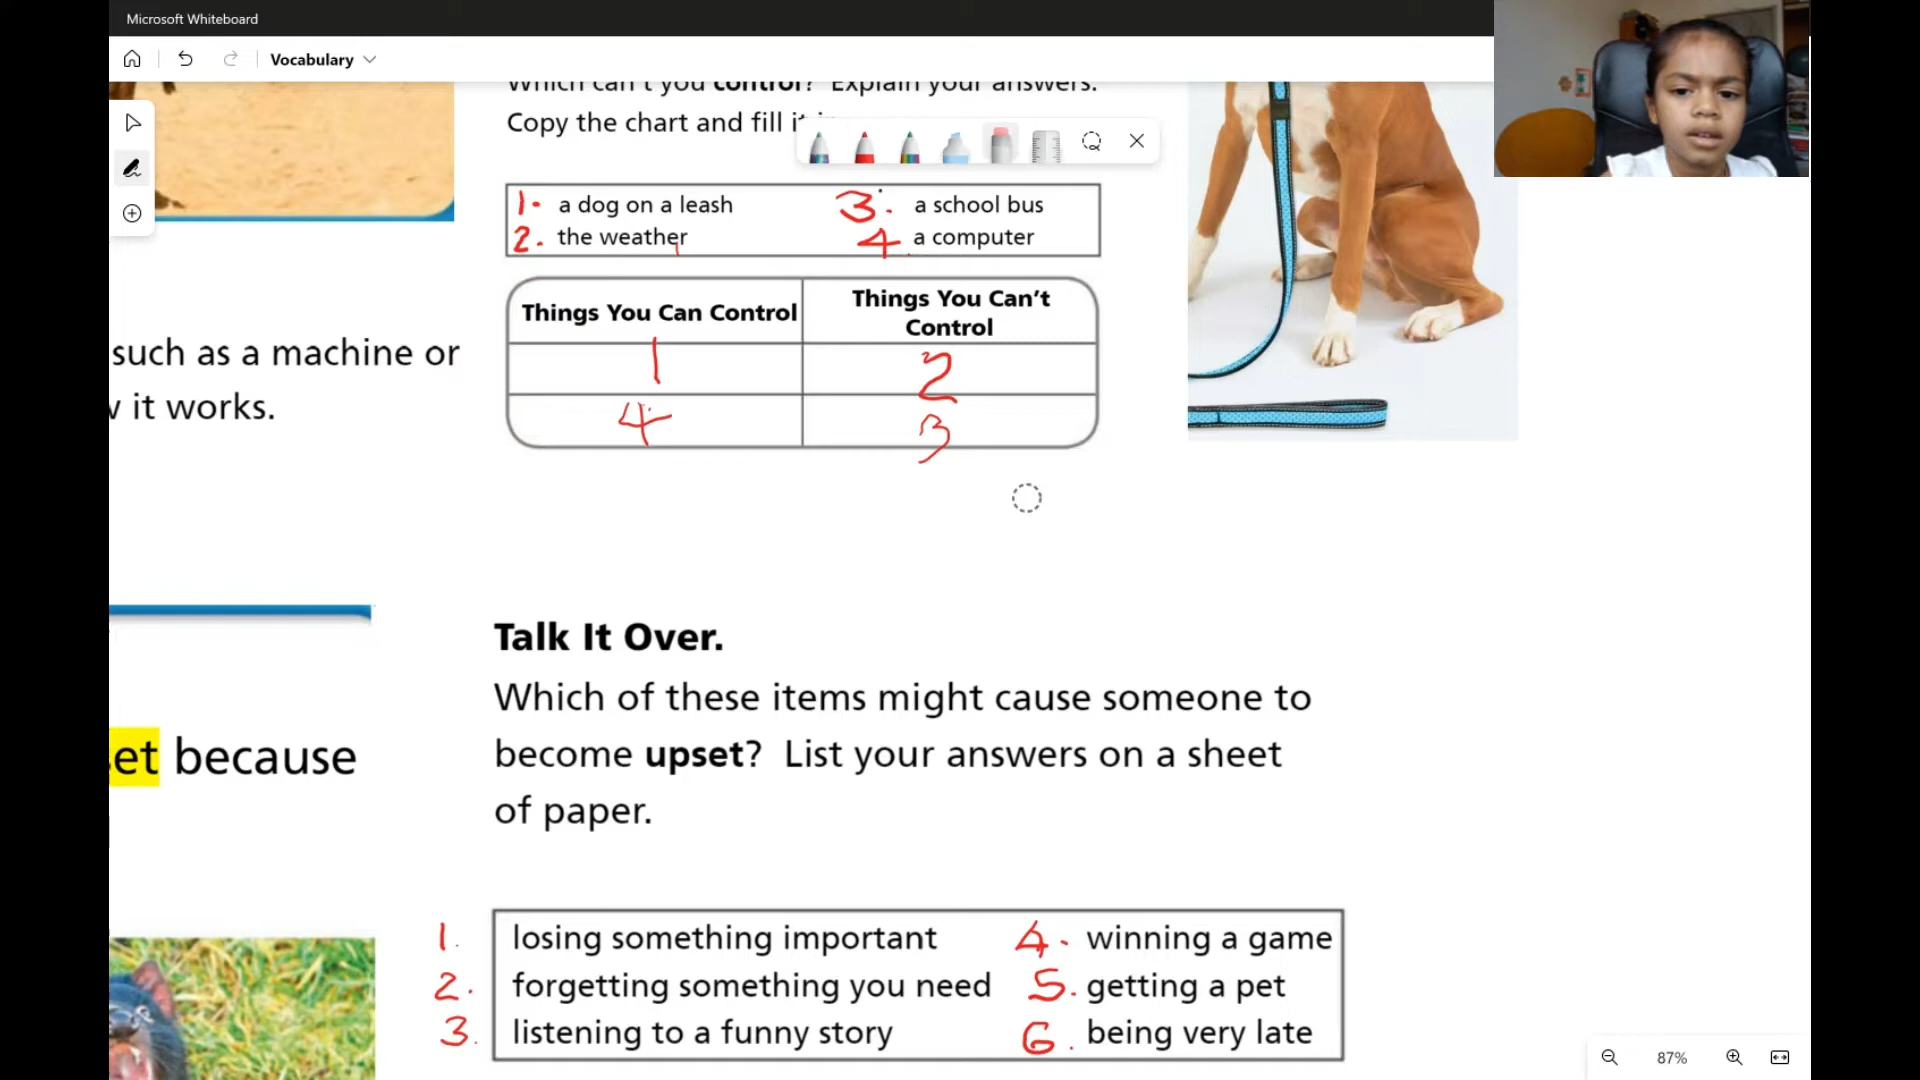 Microsoft Whiteboard
Vocabulary
Which can't you control? Explain your answers.
Copy the chart and fill it
1. a dog on a leash 3. a school bus
2. the weather 4 a computer
Things You Can Control Things You Can't Control
1 2
4 3
such as a machine or
it works.
Talk It Over.
Which of these items might cause someone to
become upset? List your answers on a sheet
of paper.
because
1. losing something important 4. winning a game
2. forgetting something you need 5. getting a pet
3. listening to a funny story 6. being very late
87%